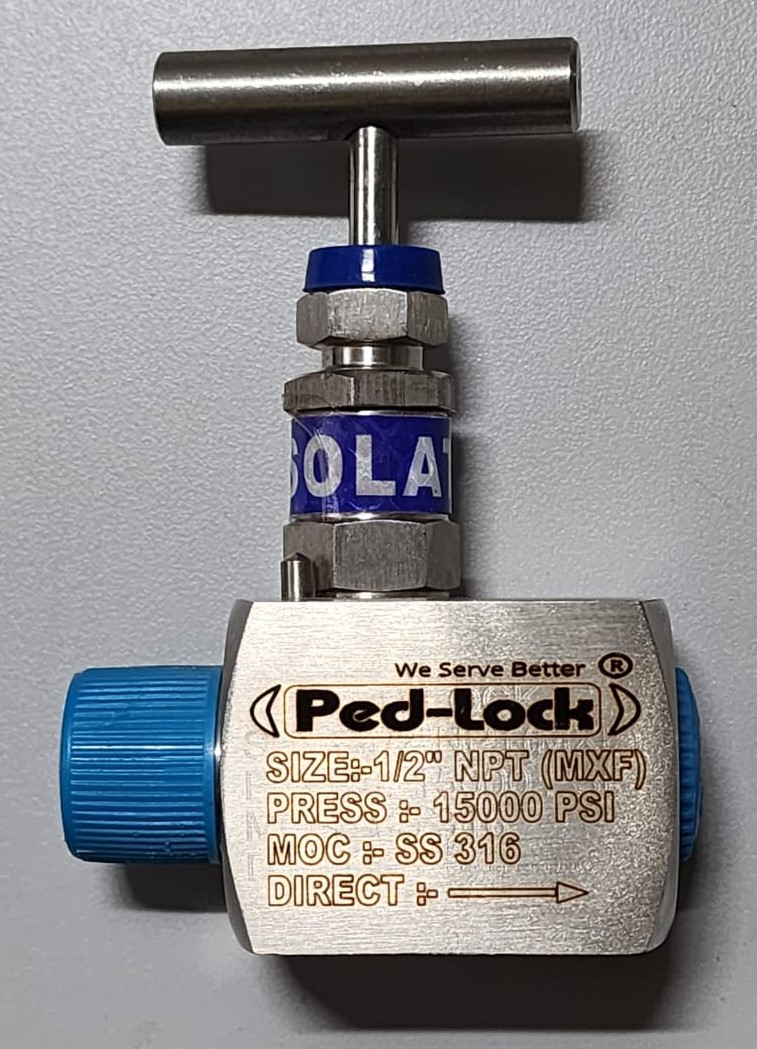 SOLAT
We Serve Better ®
Ped-Lock
SIZE:-1/2" NPT (MXF)
PRESS :- 15000 PSI
MOC :- SS 316
DIRECT :-